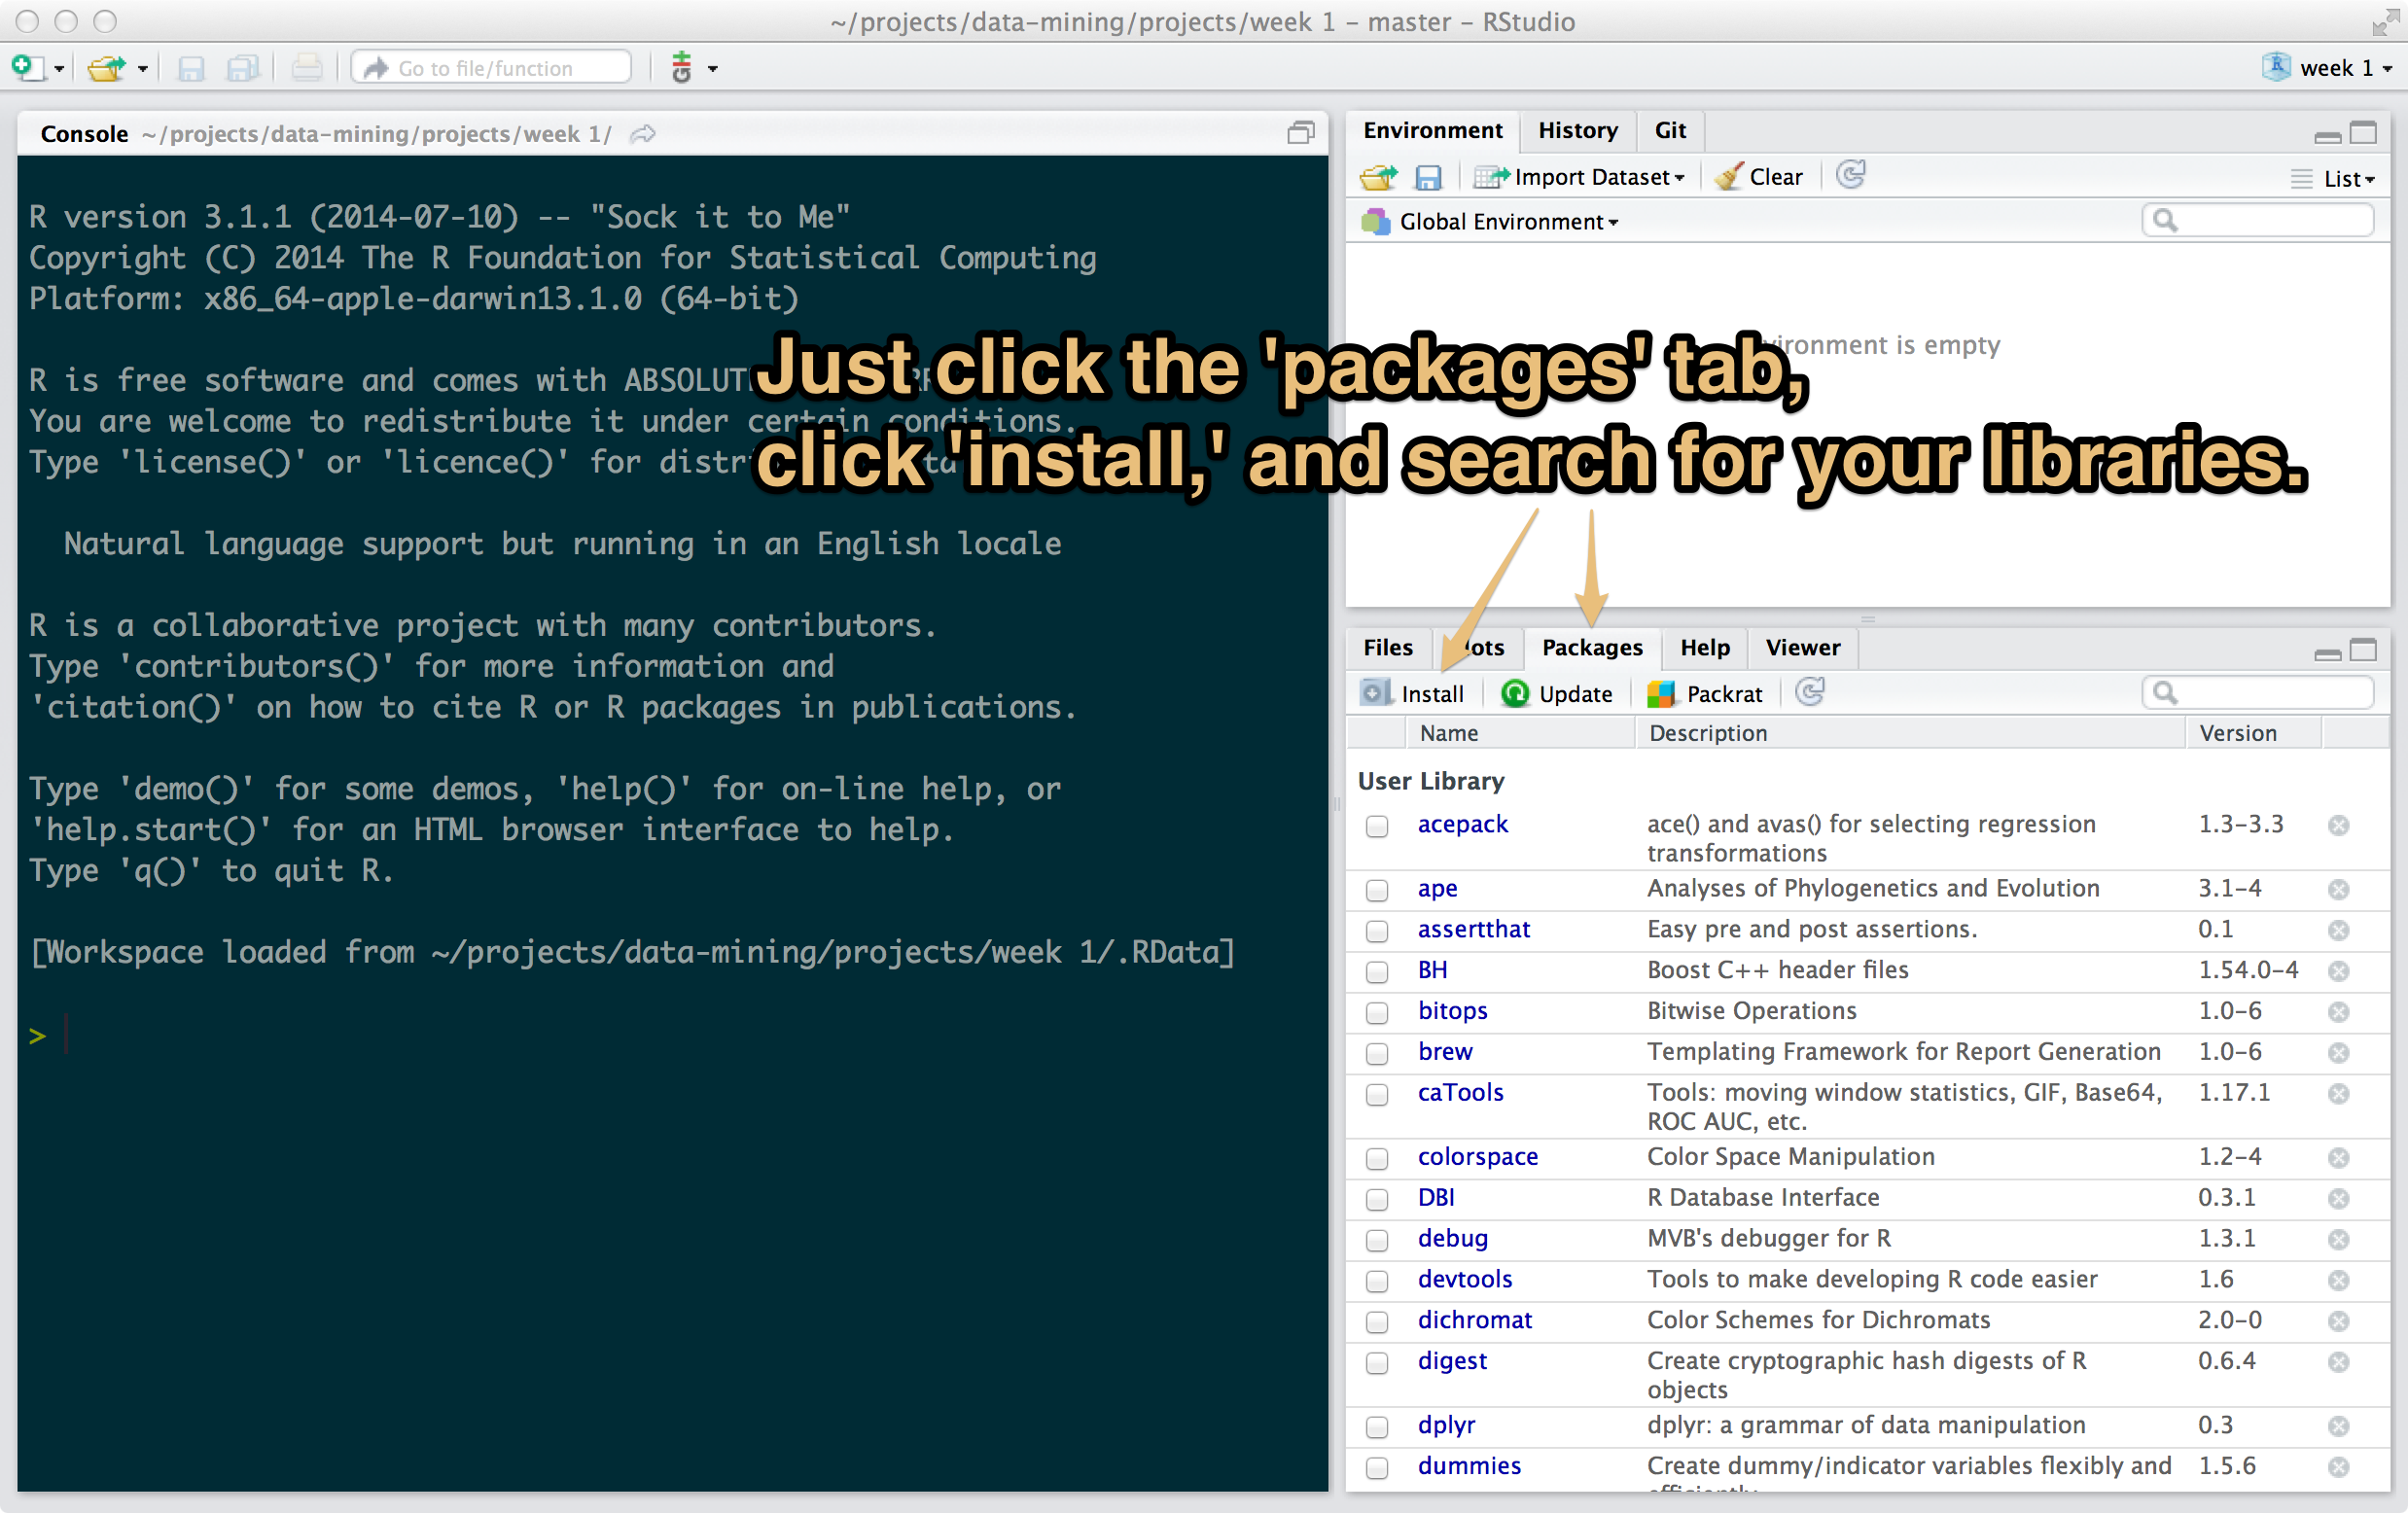 ~/projects/data-mining/projects/week 1 – master – RStudio
Go to file/function
week 1
Console ~/projects/data-mining/projects/week 1/
R version 3.1.1 (2014-07-10) -- "Sock it to Me"
Copyright (C) 2014 The R Foundation for Statistical Computing
Platform: x86_64-apple-darwin13.1.0 (64-bit)
R is free software and comes with
You are welcome to redistribute it under certain conditions.
Type 'license()' or 'licence()' for
Natural language support but running in an English locale
R is a collaborative project with many contributors.
Type 'contributors()' for more information and
'citation()' on how to cite R or R packages in publications.
Type 'demo()' for some demos, 'help()' for on-line help, or
'help.start()' for an HTML browser interface to help.
Type 'q()' to quit R.
[Workspace loaded from ~/projects/data-mining/projects/week 1/.RData]
>
Just click the 'packages' tab,
click 'install,' and search for your libraries.
Environment History Git
Import Dataset Clear List
Global Environment
is empty
Files Packages Help Viewer
Install Update Packrat
Name Description Version
User Library
acepack ace() and avas() for selecting regression 1.3-3.3
transformations
ape Analyses of Phylogenetics and Evolution 3.1-4
assertthat Easy pre and post assertions. 0.1
BH Boost C++ header files 1.54.0-4
bitops Bitwise Operations 1.0-6
brew Templating Framework for Report Generation 1.0-6
caTools Tools: moving window statistics, GIF, Base64, 1.17.1
ROC AUC, etc.
colorspace Color Space Manipulation 1.2-4
DBI R Database Interface 0.3.1
debug MVB's debugger for R 1.3.1
devtools Tools to make developing R code easier 1.6
dichromat Color Schemes for Dichromats 2.0-0
digest Create cryptographic hash digests of R 0.6.4
objects
dplyr dplyr: a grammar of data manipulation 0.3
dummies Create dummy/indicator variables flexibly and 1.5.6